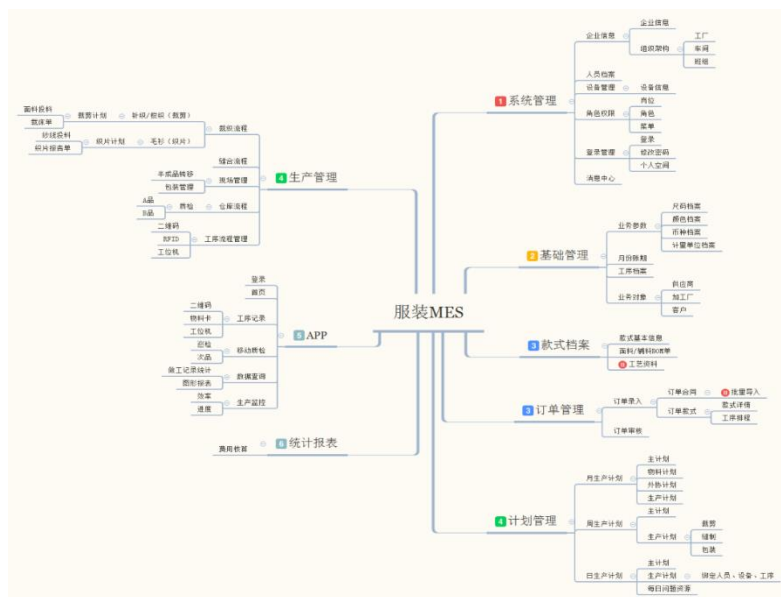 服装MES
1 系统管理
企业信息
企业信息
组织架构
工厂
车间
班组
人员档案
设备管理
设备信息
角色权限
岗位
角色
菜单
登录管理
登录
修改密码
个人空间
消息中心
2 基础管理
业务参数
尺码档案
颜色档案
币种档案
计量单位档案
月份账期
工序档案
业务对象
供应商
加工厂
客户
3 款式档案
款式基本信息
面料/辅料BOM单
工艺资料
3 订单管理
订单录入
订单合同
批量导入
订单款式
款式详情
工序排程
订单审核
4 计划管理
月生产计划
主计划
物料计划
外协计划
生产计划
周生产计划
主计划
生产计划
裁剪
缝制
包装
日生产计划
主计划
生产计划
绑定人员、设备、工序
每日问题资源
4 生产管理
裁织流程
针织/梭织（裁剪）
裁剪计划
面料段料
裁床单
毛衫（织片）
织片计划
纱线段料
织片报表单
缝合流程
现场管理
半成品转移
包装管理
仓库流程
质检
A品
B品
工序流程管理
二维码
RFID
工位机
5 APP
登录
首页
工序记录
二维码
物料卡
工位机
移动质检
巡检
次品
数据查询
做工记录统计
图形报表
生产监控
效率
进度
6 统计报表
费用核算